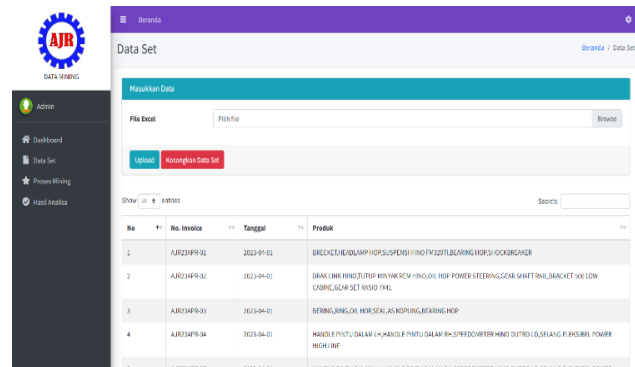 AJR
DATA MINING
Admin
Dashboard
Data Set
Proses Mining
Hasil Analisa
Beranda
Data Set
Beranda / Data Set
Masukkan Data
File Excel
Pilih file
Browse
Upload
Kosongkan Data Set
Show 10 entries
Search:
No No. Invoice Tanggal Produk
1 AJR23APR-01 2023-04-01 BRECKET,HEADLAMP HOP,SUSPENSI HINO FM320TI,BEARING HOP,SHOCKBREAKER
2 AJR23APR-02 2023-04-01 DRAK LINK HINO,TUTUP MINYAK REM HINO,OIL HOP POWER STEERING,GEAR SHAFT RAIL,BRACKET 500 LOW
CABINE,GEAR SET RASIO
3 AJR23APR-03 2023-04-01 BERING,RING,OIL HOP,SEAL,AS KOPLING,BEARING HOP
4 AJR23APR-04 2023-04-01 HANDLE PINTU DALAM LH,HANDLE PINTU DALAM RH,SPEEDOMETER HINO DUTRO LD,SELANG FLEKSIBEL POWER
HIGH LINE